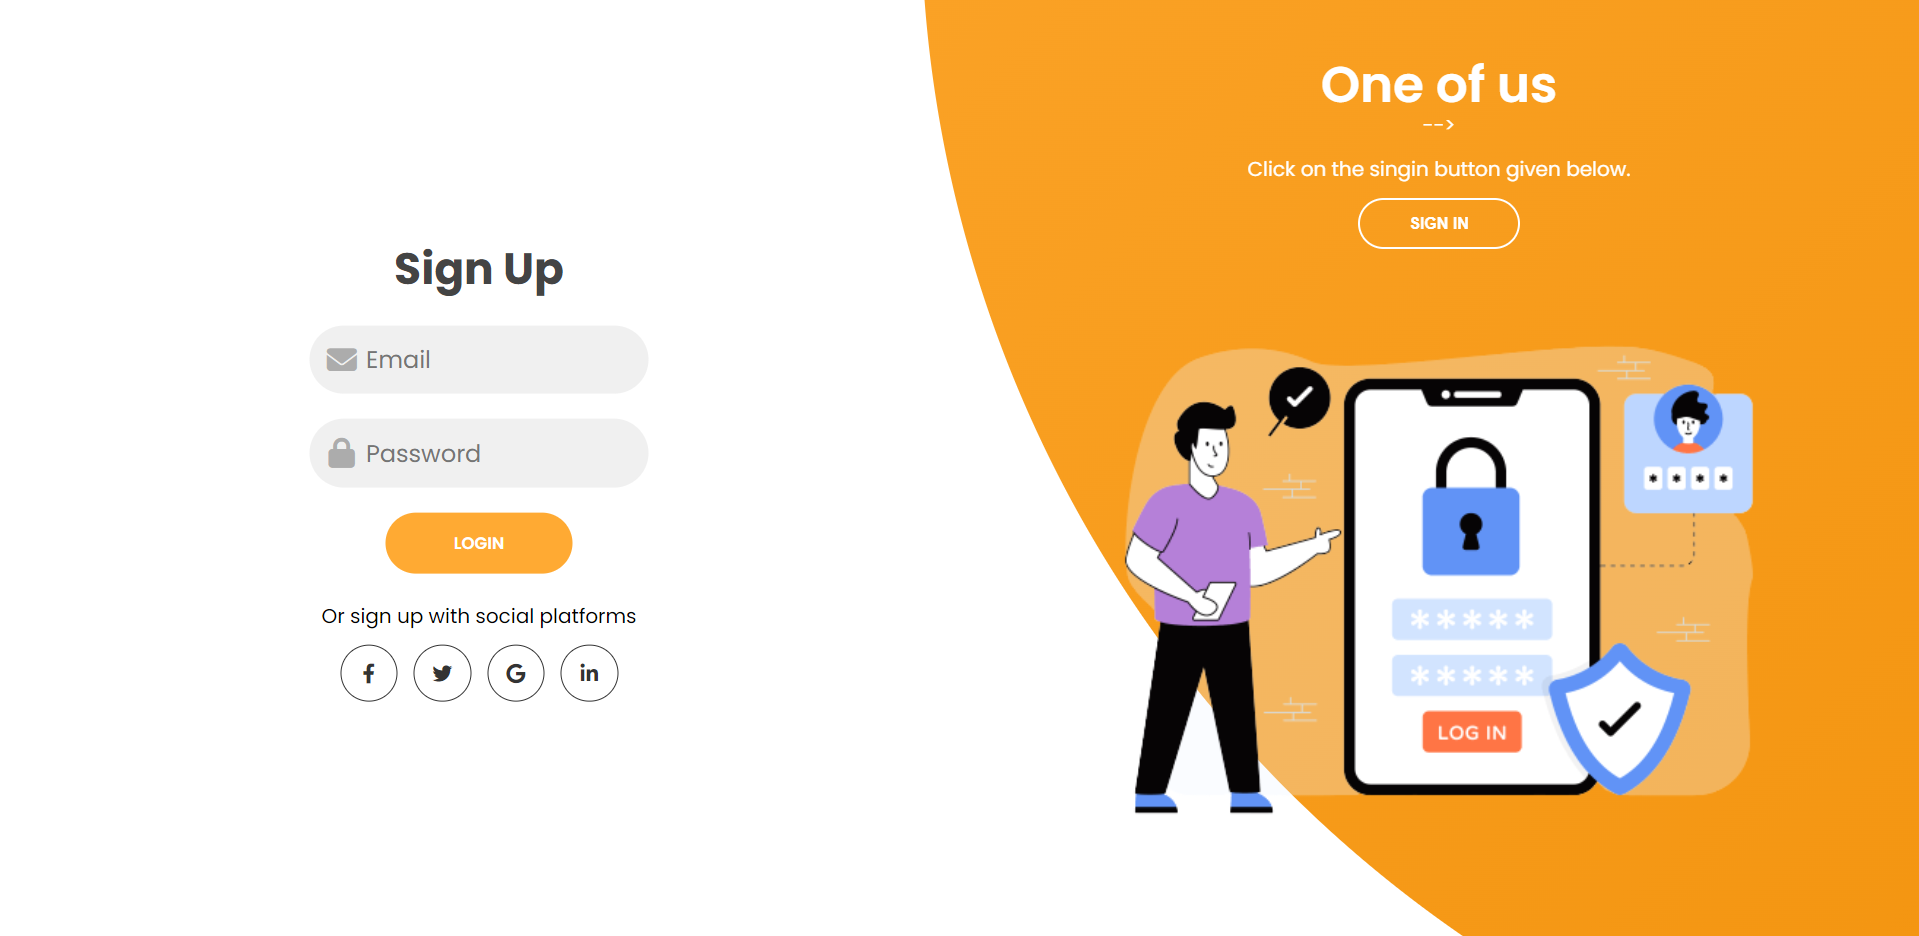 Sign Up
Email
Password
LOGIN
Or sign up with social platforms
One of us
-->
Click on the singin button given below.
SIGN IN
* * * *
* * * * *
* * * * *
LOG IN